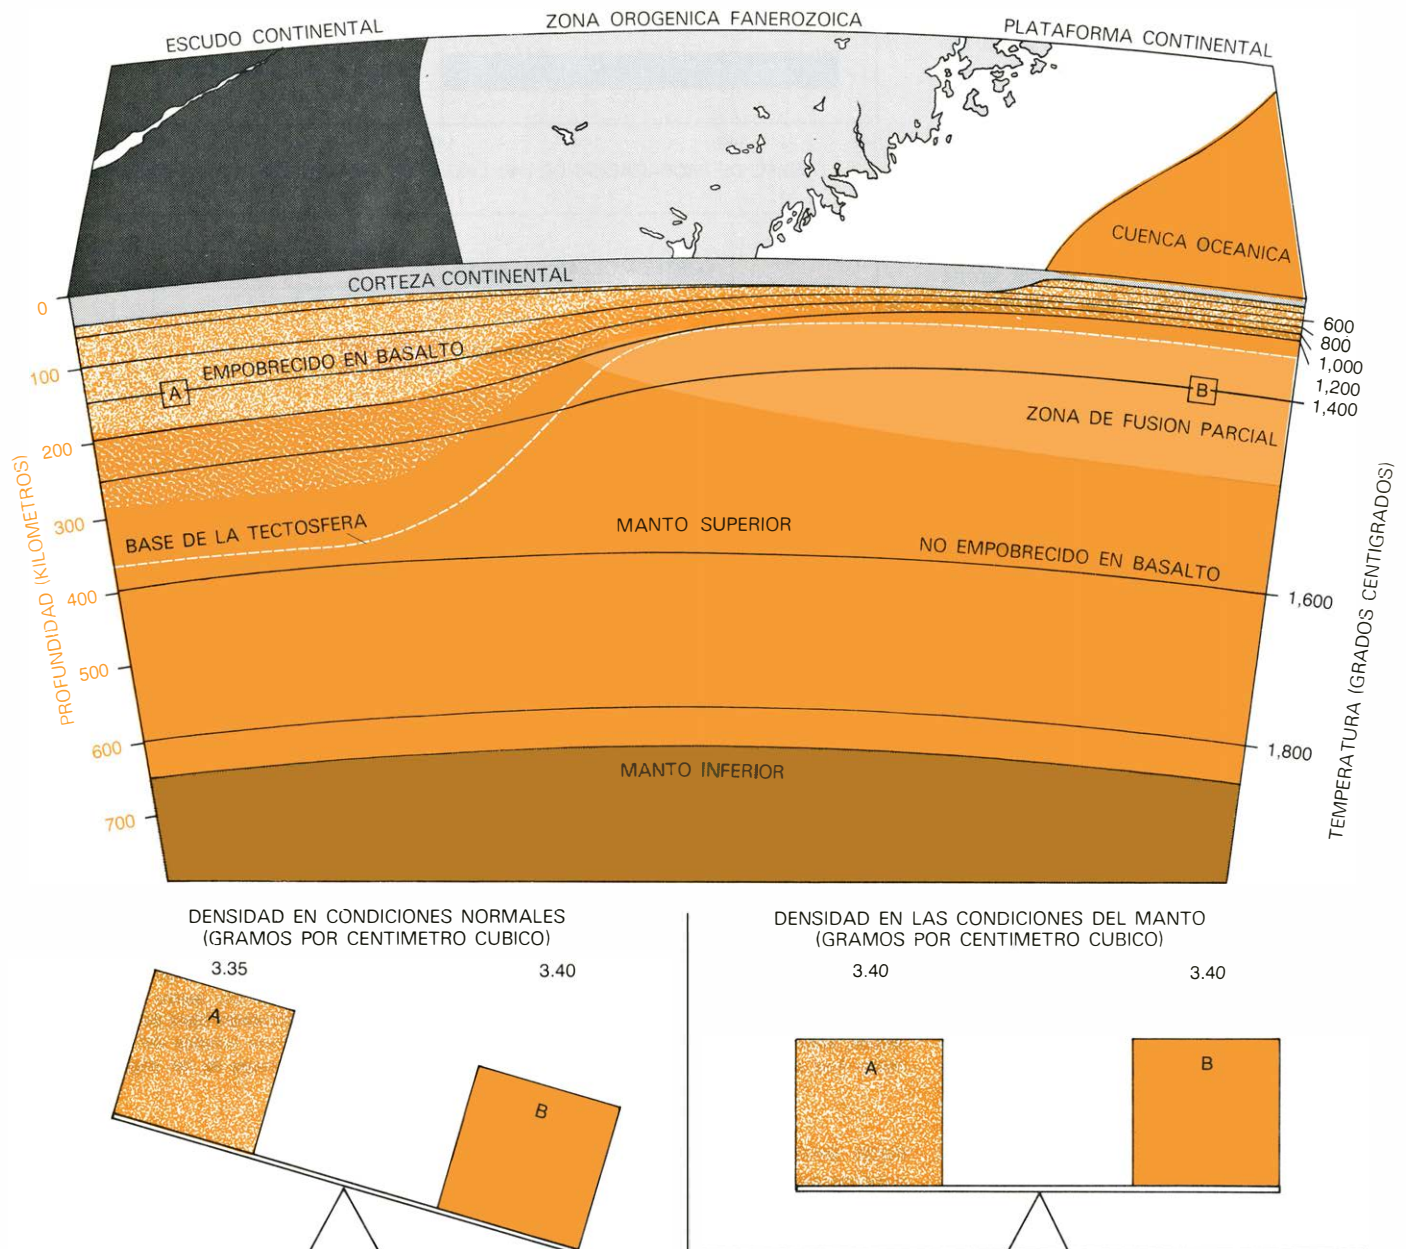 ESCUDO CONTINENTAL
ZONA OROGENICA FANEROZOICA
PLATAFORMA CONTINENTAL
CUENCA OCEANICA
CORTEZA CONTINENTAL
0
100
200
300
400
500
600
700
PROFUNDIDAD (KILOMETROS)
EMPOBRECIDO EN BASALTO
A
B
ZONA DE FUSION PARCIAL
BASE DE LA TECTOSFERA
MANTO SUPERIOR
NO EMPOBRECIDO EN BASALTO
MANTO INFERIOR
600
800
1,000
1,200
1,400
1,600
1,800
TEMPERATURA (GRADOS CENTIGRADOS)
DENSIDAD EN CONDICIONES NORMALES
(GRAMOS POR CENTIMETRO CUBICO)
3.35
3.40
A
B
DENSIDAD EN LAS CONDICIONES DEL MANTO
(GRAMOS POR CENTIMETRO CUBICO)
3.40
3.40
A
B